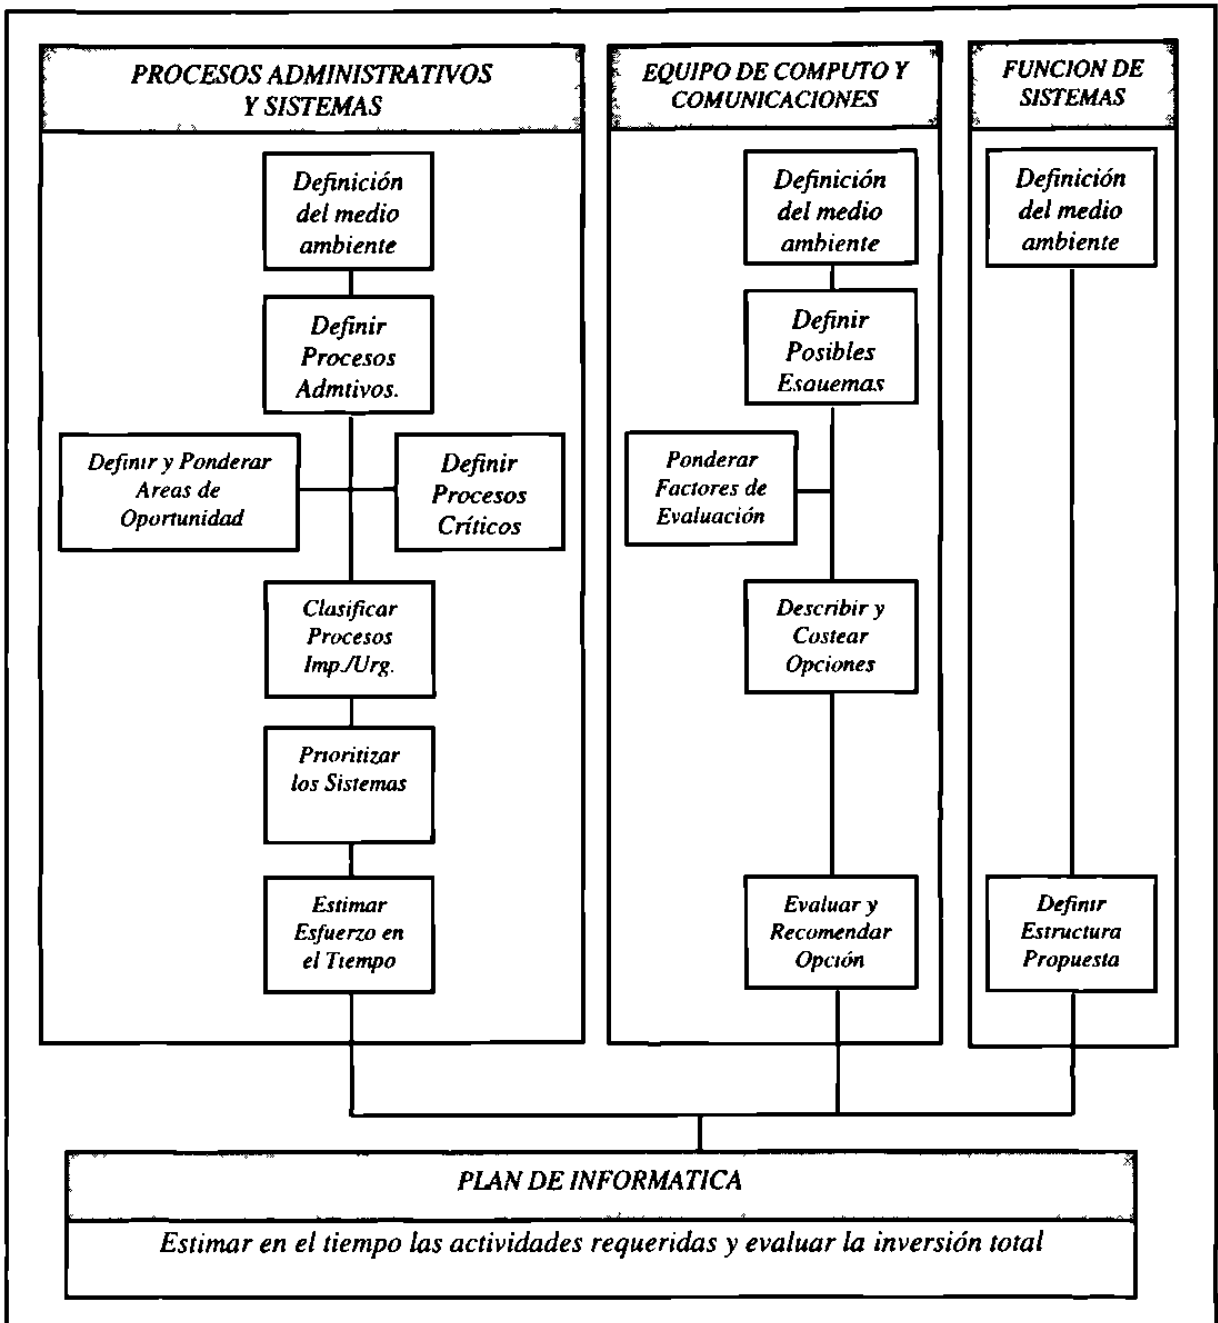 PROCESOS ADMINISTRATIVOS
Y SISTEMAS
Definición
del medio
ambiente
Definir
Procesos
Admtivos.
Definir y Ponderar
Areas de
Oportunidad
Definir
Procesos
Críticos
Clasificar
Procesos
Imp./Urg.
Prioritizar
los Sistemas
Estimar
Esfuerzo en
el Tiempo
EQUIPO DE COMPUTO Y
COMUNICACIONES
Definición
del medio
ambiente
Definir
Posibles
Esquemas
Ponderar
Factores de
Evaluación
Describir y
Costear
Opciones
Evaluar y
Recomendar
Opción
FUNCION DE
SISTEMAS
Definición
del medio
ambiente
Definir
Estructura
Propuesta
PLAN DE INFORMATICA
Estimar en el tiempo las actividades requeridas y evaluar la inversión total